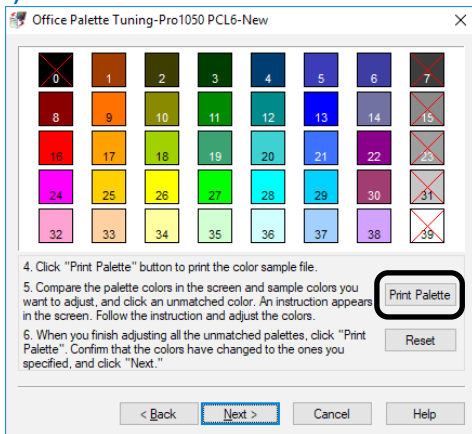 Office Palette Tuning-Pro1050 PCL6-New
0 1 2 3 4 5 6 7
8 9 10 11 12 13 14 15
16 17 18 19 20 21 22 23
24 25 26 27 28 29 30 31
32 33 34 35 36 37 38 39
4. Click "Print Palette" button to print the color sample file.
5. Compare the palette colors in the screen and sample colors you
want to adjust, and click an unmatched color. An instruction appears
in the screen. Follow the instruction and adjust the colors.
Print Palette
6. When you finish adjusting all the unmatched palettes, click "Print
Palette". Confirm that the colors have changed to the ones you
specified, and click "Next."
Reset
< Back Next > Cancel Help